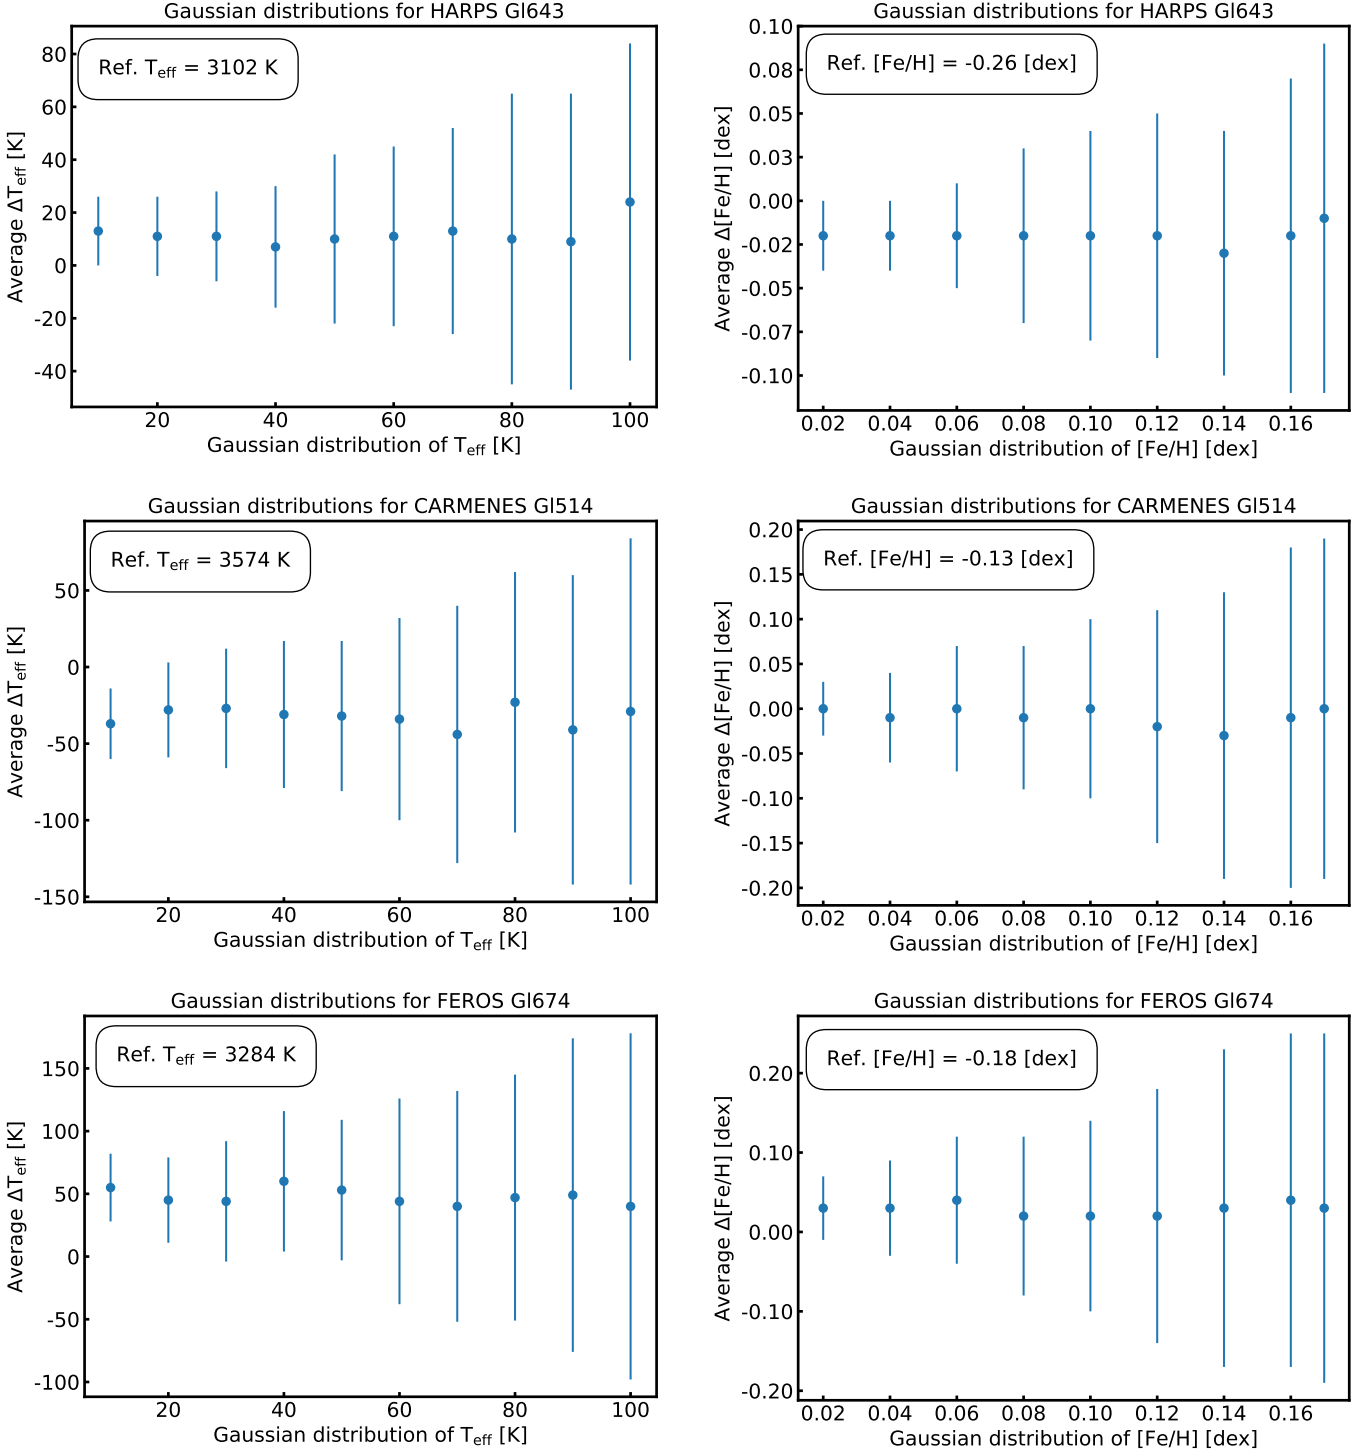 Gaussian distributions for HARPS Gl643
Ref. Teff = 3102 K
Average ΔTeff [K]
80
60
40
20
0
-20
-40
20 40 60 80 100
Gaussian distribution of Teff [K]
Gaussian distributions for HARPS Gl643
Ref. [Fe/H] = -0.26 [dex]
Average Δ[Fe/H] [dex]
0.10
0.08
0.05
0.03
0.00
-0.02
-0.05
-0.07
-0.10
0.02 0.04 0.06 0.08 0.10 0.12 0.14 0.16
Gaussian distribution of [Fe/H] [dex]
Gaussian distributions for CARMENES Gl514
Ref. Teff = 3574 K
Average ΔTeff [K]
50
0
-50
-100
-150
20 40 60 80 100
Gaussian distribution of Teff [K]
Gaussian distributions for CARMENES Gl514
Ref. [Fe/H] = -0.13 [dex]
Average Δ[Fe/H] [dex]
0.20
0.15
0.10
0.05
0.00
-0.05
-0.10
-0.15
-0.20
0.02 0.04 0.06 0.08 0.10 0.12 0.14 0.16
Gaussian distribution of [Fe/H] [dex]
Gaussian distributions for FEROS Gl674
Ref. Teff = 3284 K
Average ΔTeff [K]
150
100
50
0
-50
-100
20 40 60 80 100
Gaussian distribution of Teff [K]
Gaussian distributions for FEROS Gl674
Ref. [Fe/H] = -0.18 [dex]
Average Δ[Fe/H] [dex]
0.20
0.10
0.00
-0.10
-0.20
0.02 0.04 0.06 0.08 0.10 0.12 0.14 0.16
Gaussian distribution of [Fe/H] [dex]